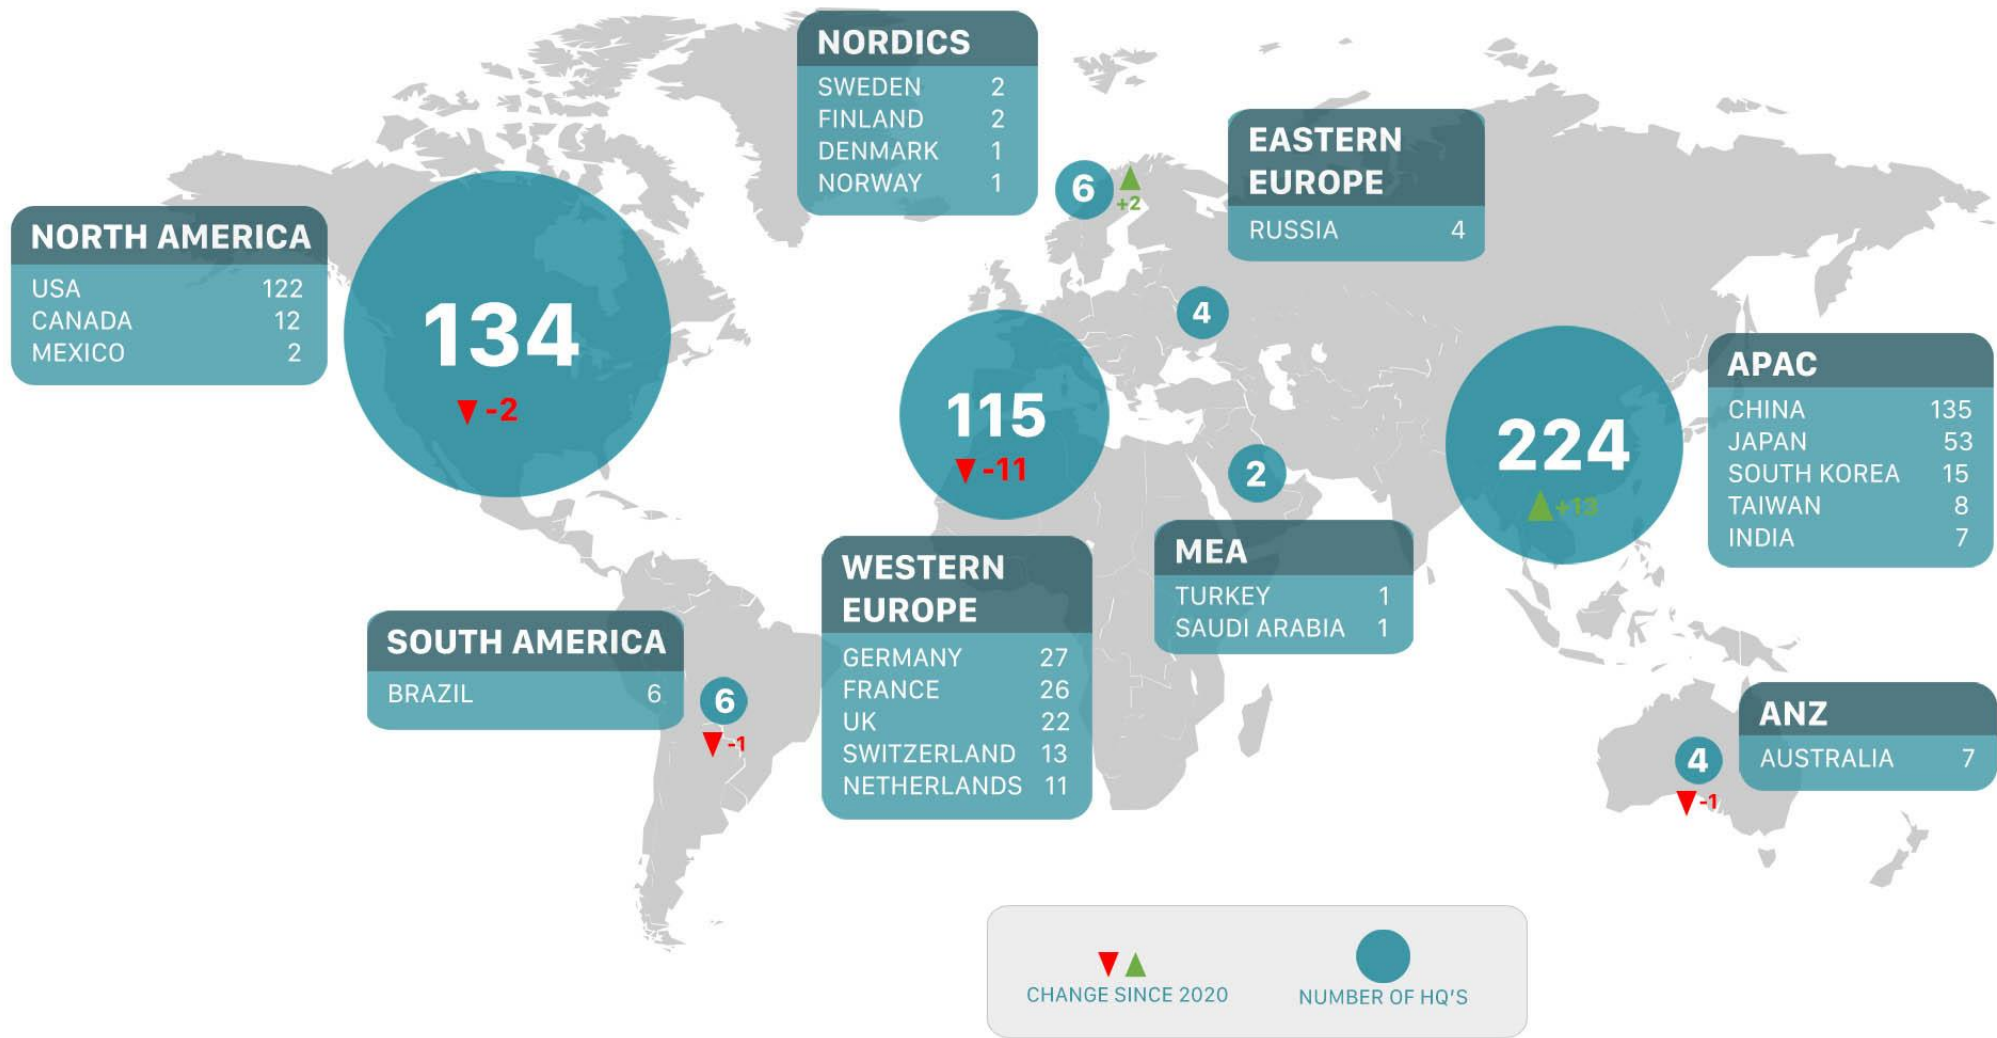 NORDICS
SWEDEN 2
FINLAND 2
DENMARK 1
NORWAY 1
6
+2
EASTERN
EUROPE
RUSSIA 4
4
NORTH AMERICA
USA 122
CANADA 12
MEXICO 2
134
-2
115
-11
2
224
+13
APAC
CHINA 135
JAPAN 53
SOUTH KOREA 15
TAIWAN 8
INDIA 7
WESTERN
EUROPE
GERMANY 27
FRANCE 26
UK 22
SWITZERLAND 13
NETHERLANDS 11
MEA
TURKEY 1
SAUDI ARABIA 1
SOUTH AMERICA
BRAZIL 6
6
-1
ANZ
AUSTRALIA 7
4
-1
CHANGE SINCE 2020
NUMBER OF HQ'S